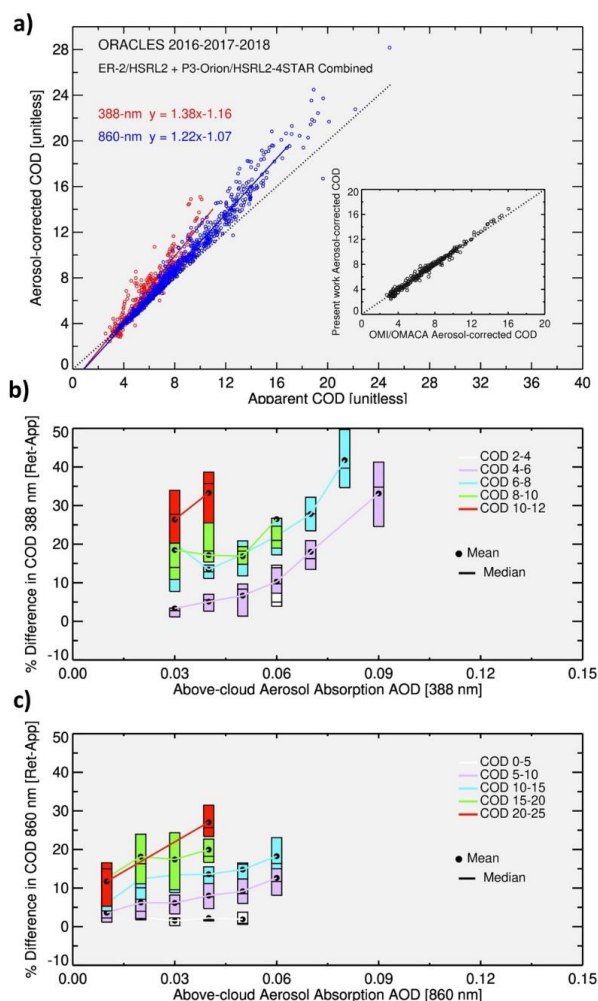 a)
28
24
20
16
12
8
4
0
Aerosol-corrected COD [unitless]
ORACLES 2016-2017-2018
ER-2/HSRL2 + P3-Orion/HSRL2-4STAR Combined
388-nm y = 1.38x-1.16
860-nm y = 1.22x-1.07
20
16
12
8
4
0
Present work Aerosol-corrected COD
0 4 8 12 16 20
OMI/OMACA Aerosol-corrected COD
0 4 8 12 16 20 24 28 32 36 40
Apparent COD [unitless]
b)
50
40
30
20
10
0
-10
% Difference in COD 388 nm [Ret-App]
COD 2-4
COD 4-6
COD 6-8
COD 8-10
COD 10-12
Mean
Median
0.00 0.03 0.06 0.09 0.12 0.15
Above-cloud Aerosol Absorption AOD [388 nm]
c)
50
40
30
20
10
0
-10
% Difference in COD 860 nm [Ret-App]
COD 0-5
COD 5-10
COD 10-15
COD 15-20
COD 20-25
Mean
Median
0.00 0.03 0.06 0.09 0.12 0.15
Above-cloud Aerosol Absorption AOD [860 nm]